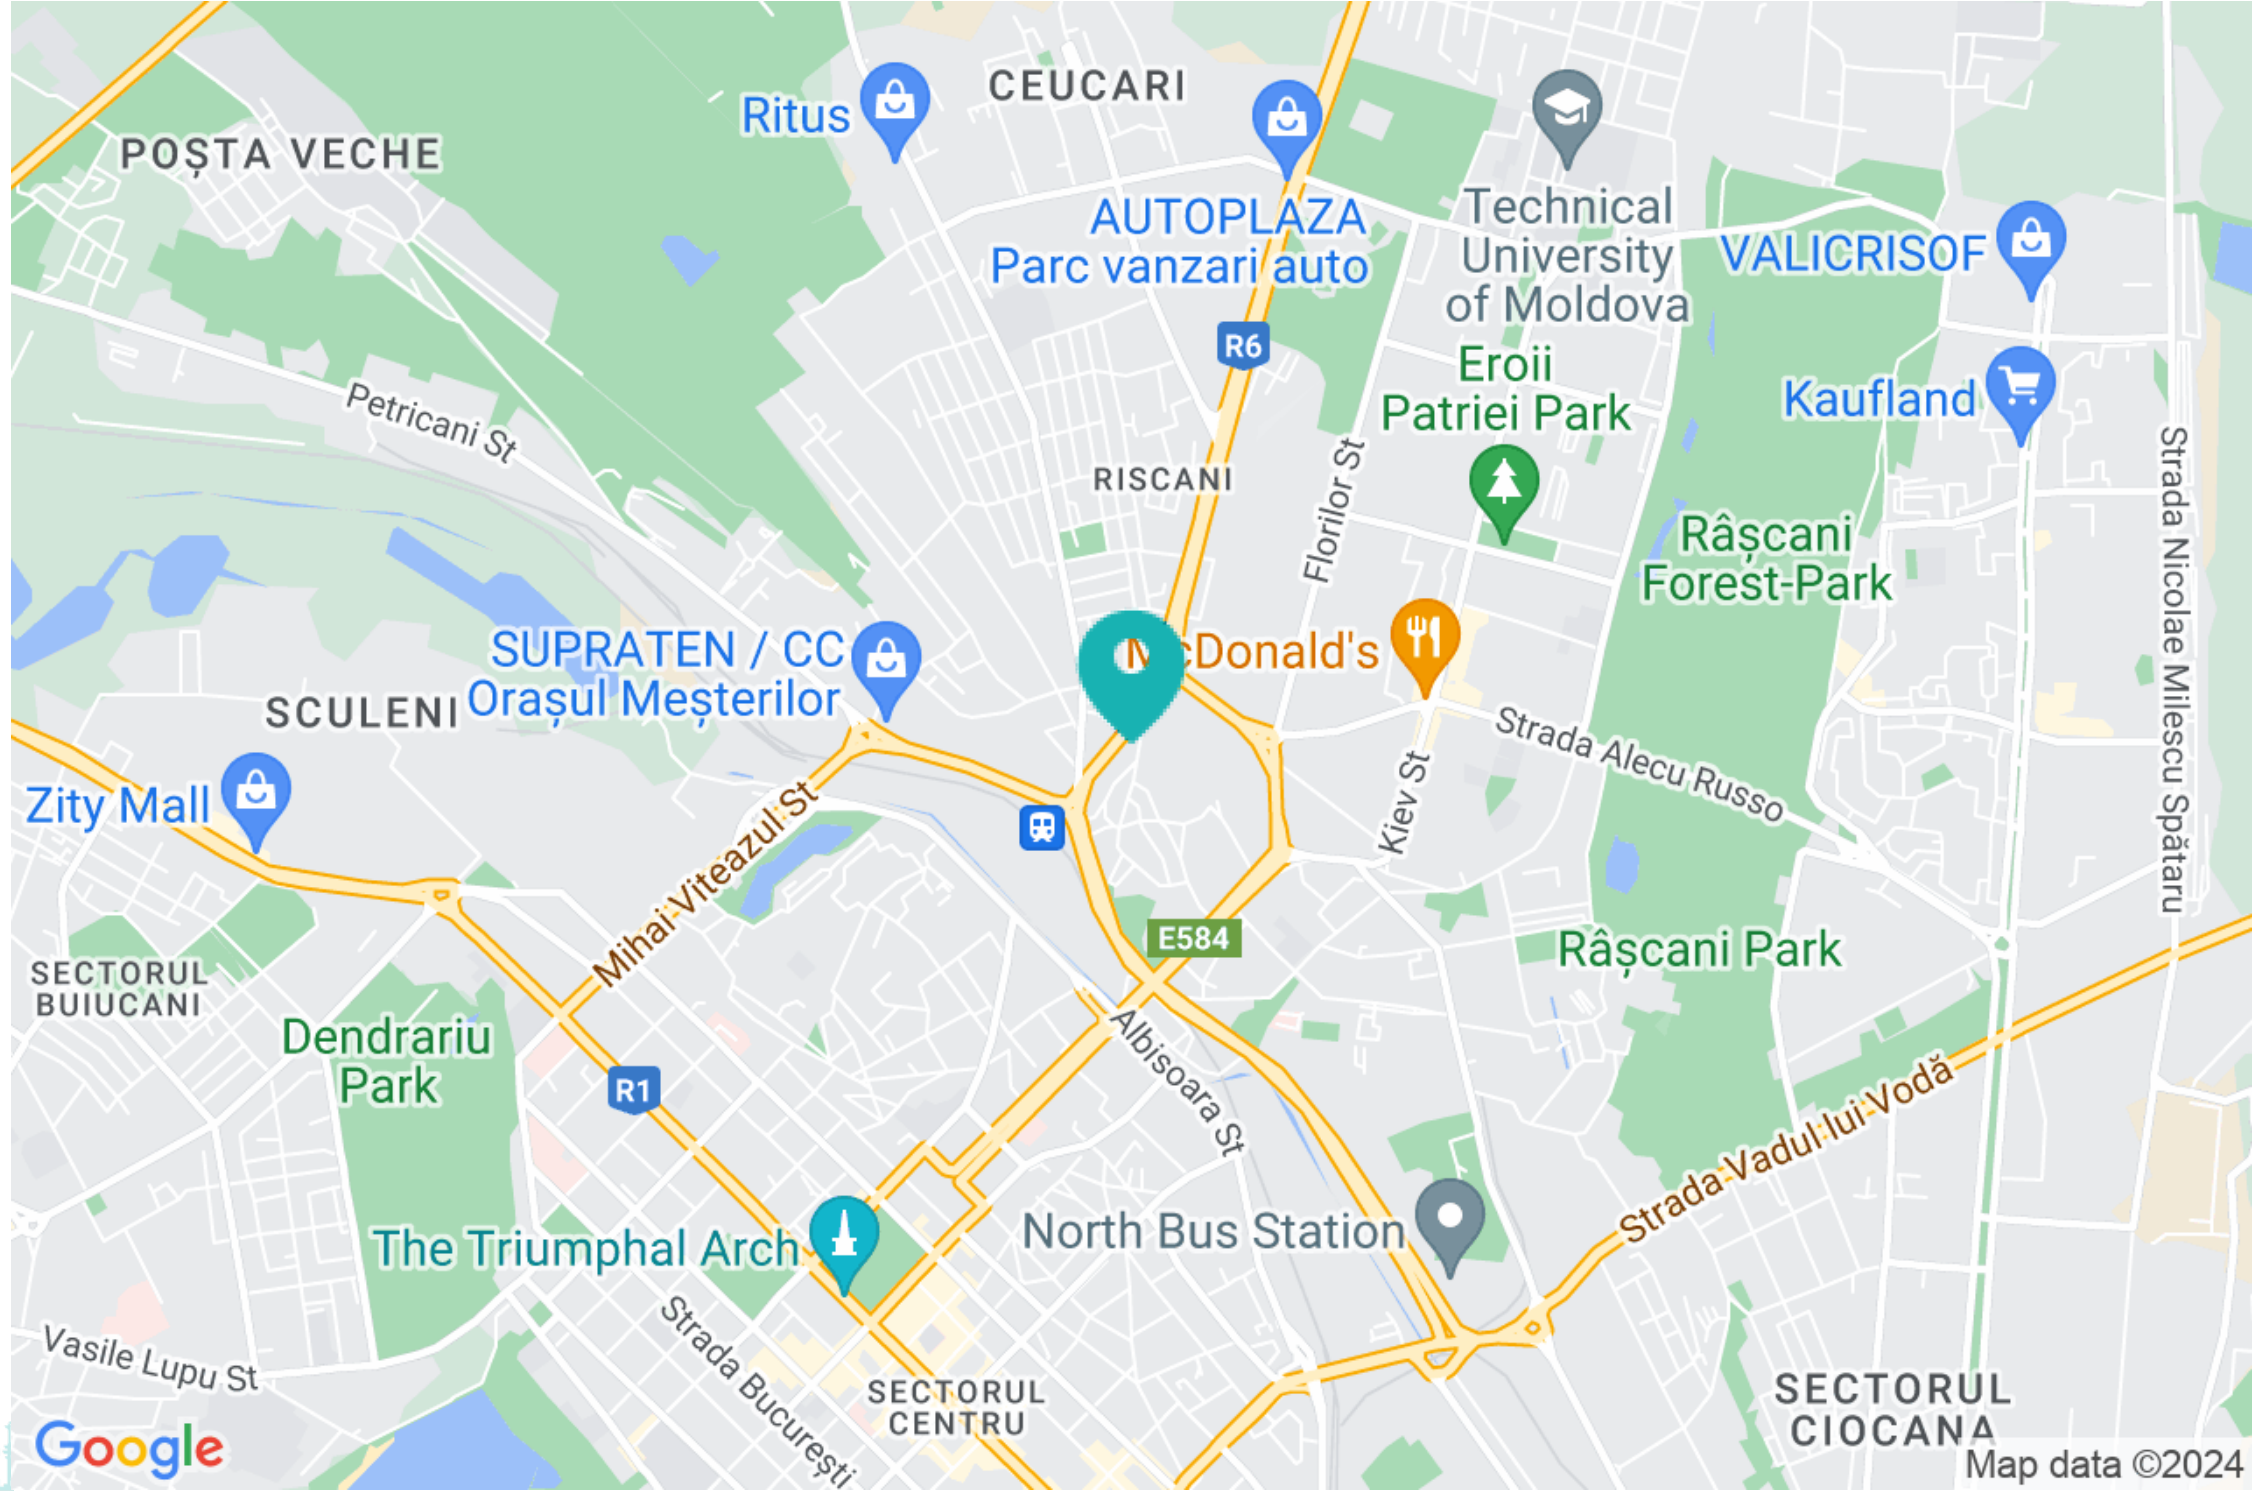 CEUCARI
Ritus
POȘTA VECHE
AUTOPLAZA
Parc vanzari auto
Technical
University
of Moldova
VALICRISOF
R6
Eroii
Patriei Park
Kaufland
Petricani St
RISCANI
Florilor St
Strada Nicolae Milescu Spătaru
Râșcani
Forest-Park
SUPRATEN / CC
Orașul Meșterilor
McDonald's
SCULENI
Strada Alecu Russo
Zity Mall
Kiev St
Mihai Viteazul St
E584
Râșcani Park
SECTORUL
BUIUCANI
Dendrariu
Park
R1
Albisoara St
Strada Vadul lui Vodă
The Triumphal Arch
North Bus Station
Vasile Lupu St
Strada București
SECTORUL
CENTRU
SECTORUL
CIOCANA
Google
Map data ©2024